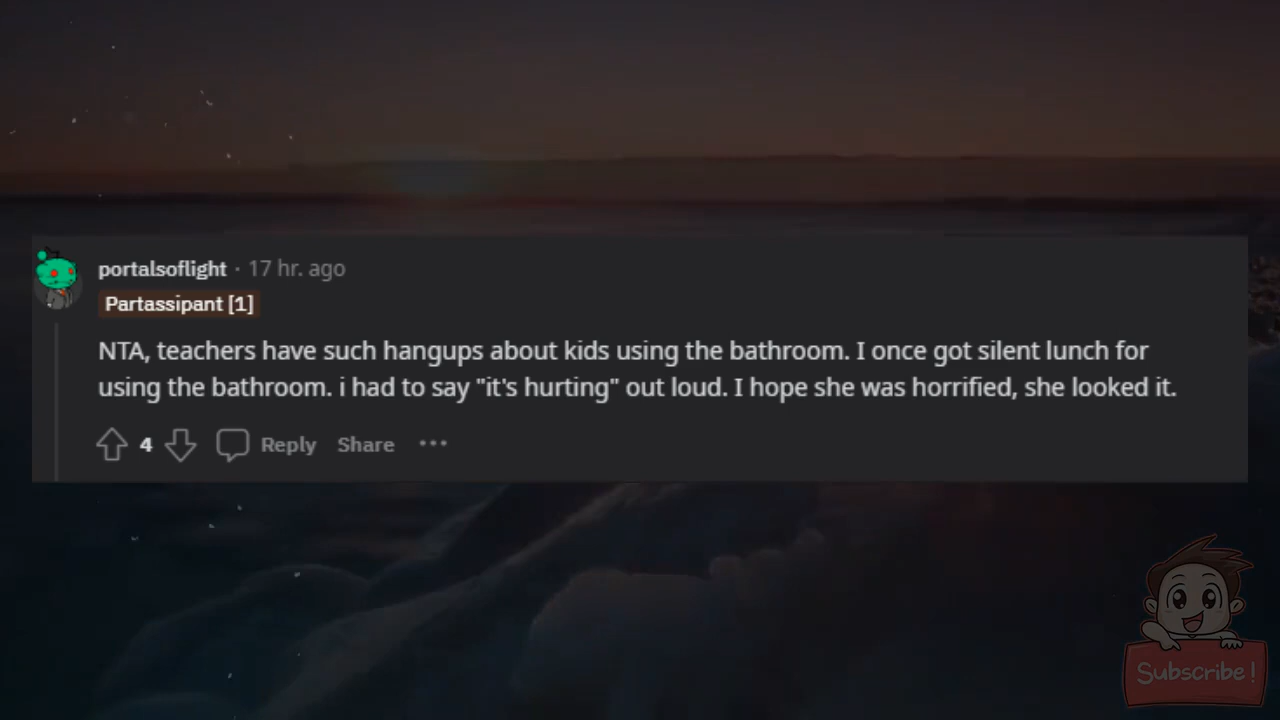 portalsoflight · 17 hr. ago
Partassipant [1]
NTA, teachers have such hangups about kids using the bathroom. I once got silent lunch for
using the bathroom. i had to say "it's hurting" out loud. I hope she was horrified, she looked it.
4 Reply Share ···
Subscribe!